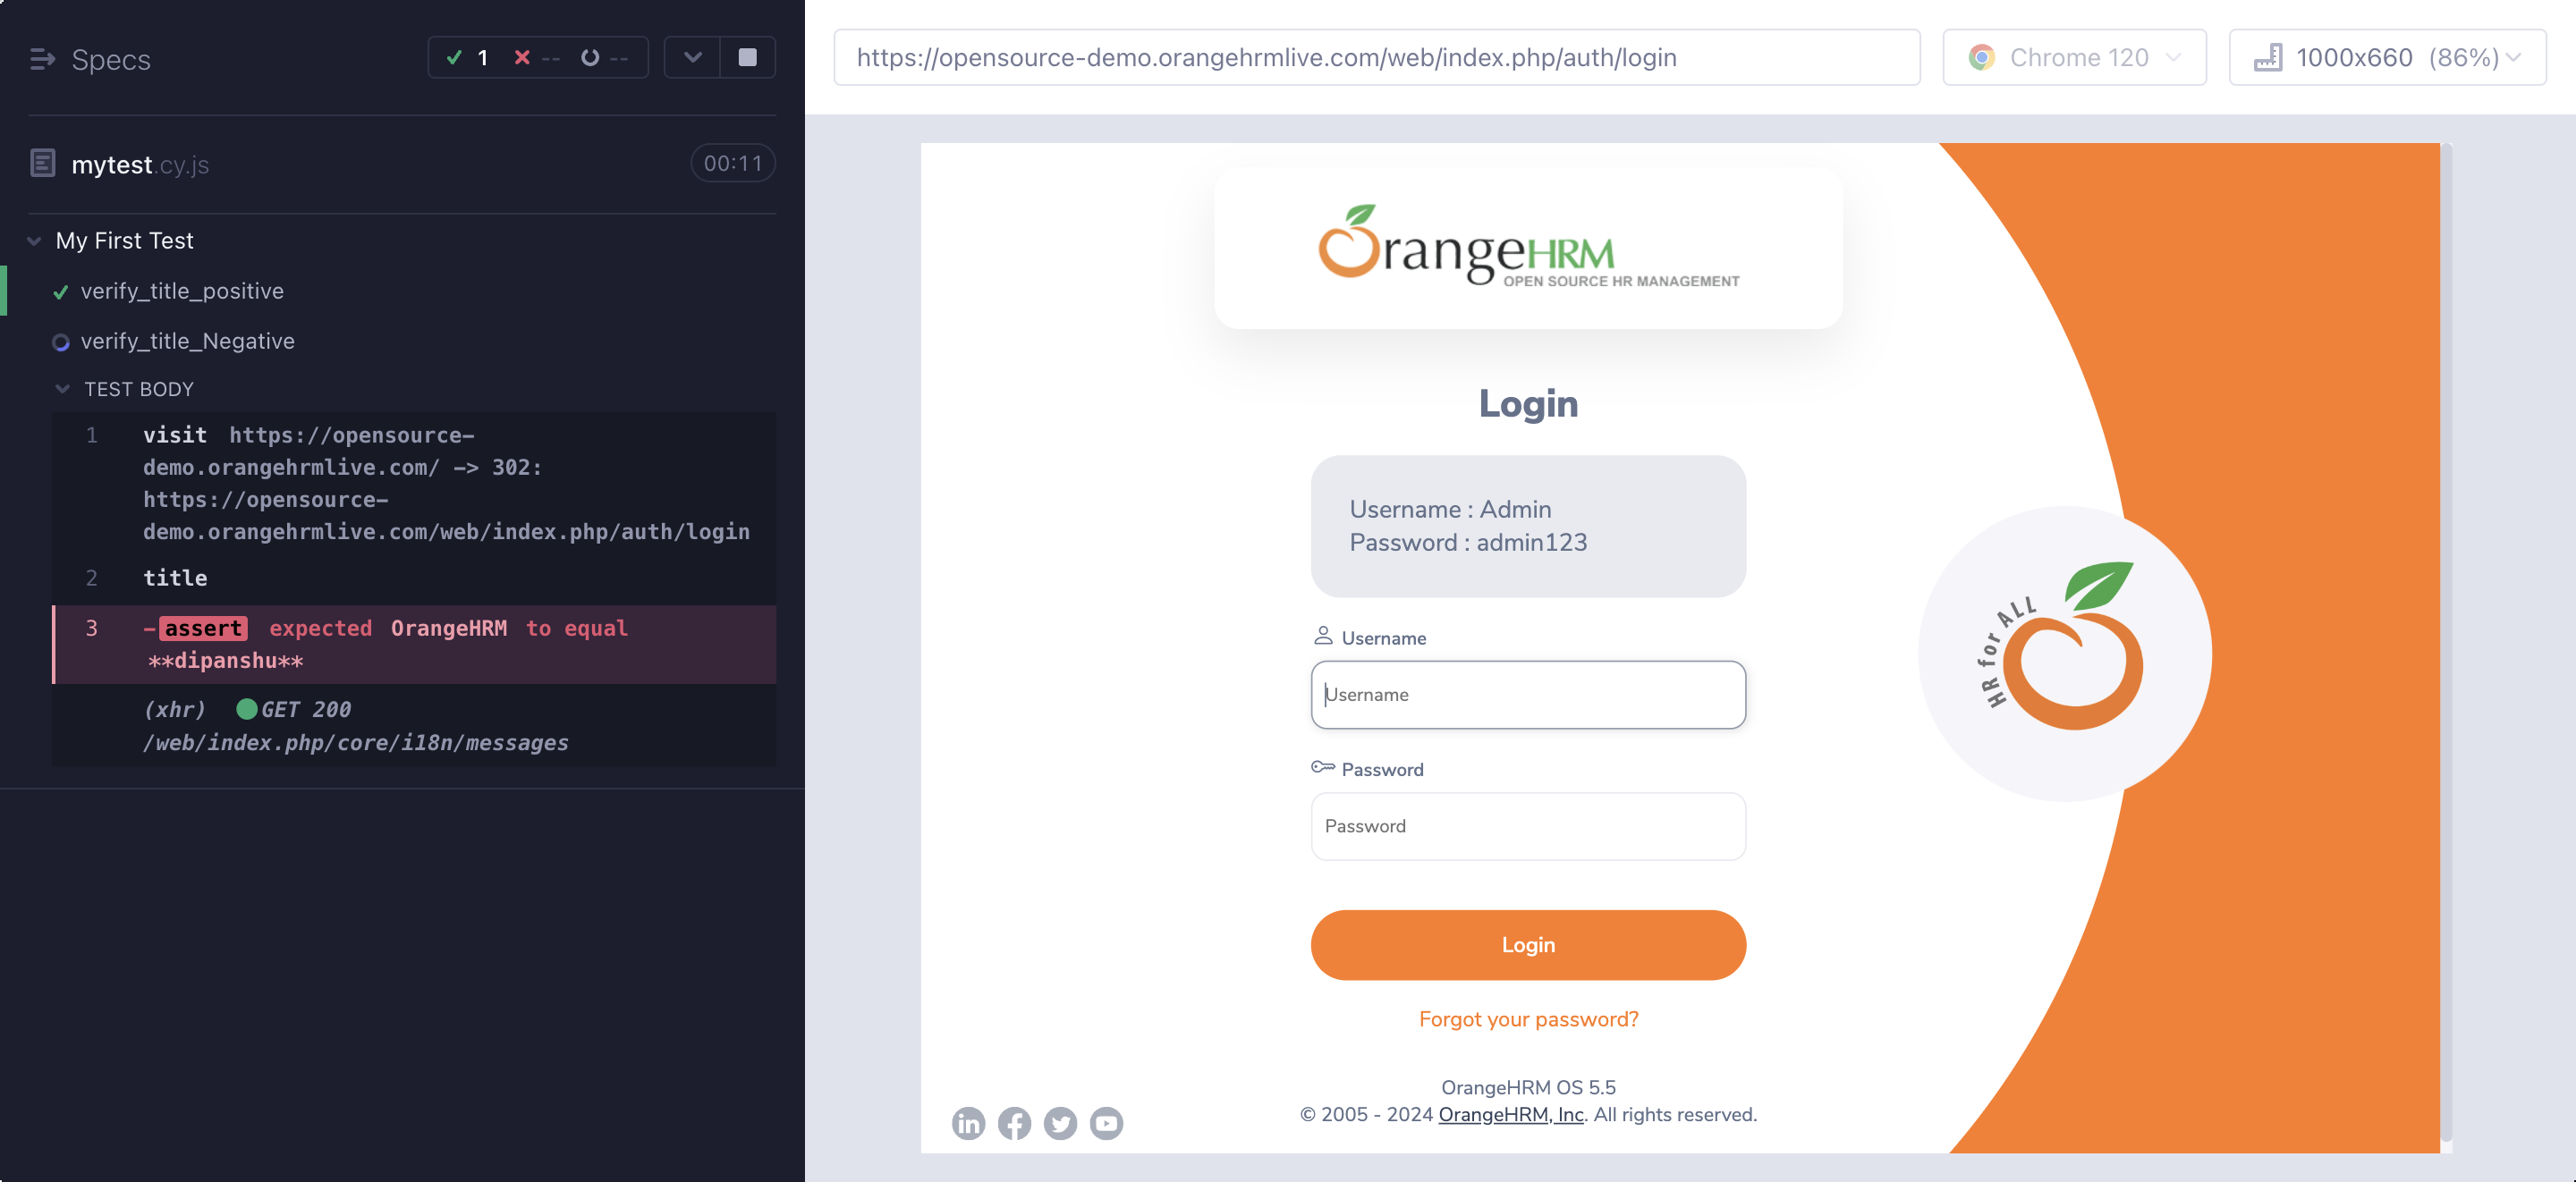 Specs
1 -- --
mytest.cy.js
00:11
My First Test
verify_title_positive
verify_title_Negative
TEST BODY
1 visit https://opensource-
demo.orangehrmlive.com/ -> 302:
https://opensource-
demo.orangehrmlive.com/web/index.php/auth/login
2 title
3 -assert expected OrangeHRM to equal
**dipanshu**
(xhr) GET 200
/web/index.php/core/i18n/messages
https://opensource-demo.orangehrmlive.com/web/index.php/auth/login
Chrome 120
1000x660 (86%)
OrangeHRM
OPEN SOURCE HR MANAGEMENT
Login
Username : Admin
Password : admin123
Username
Username
Password
Password
Login
Forgot your password?
OrangeHRM OS 5.5
© 2005 - 2024 OrangeHRM, Inc. All rights reserved.
in
HR for ALL